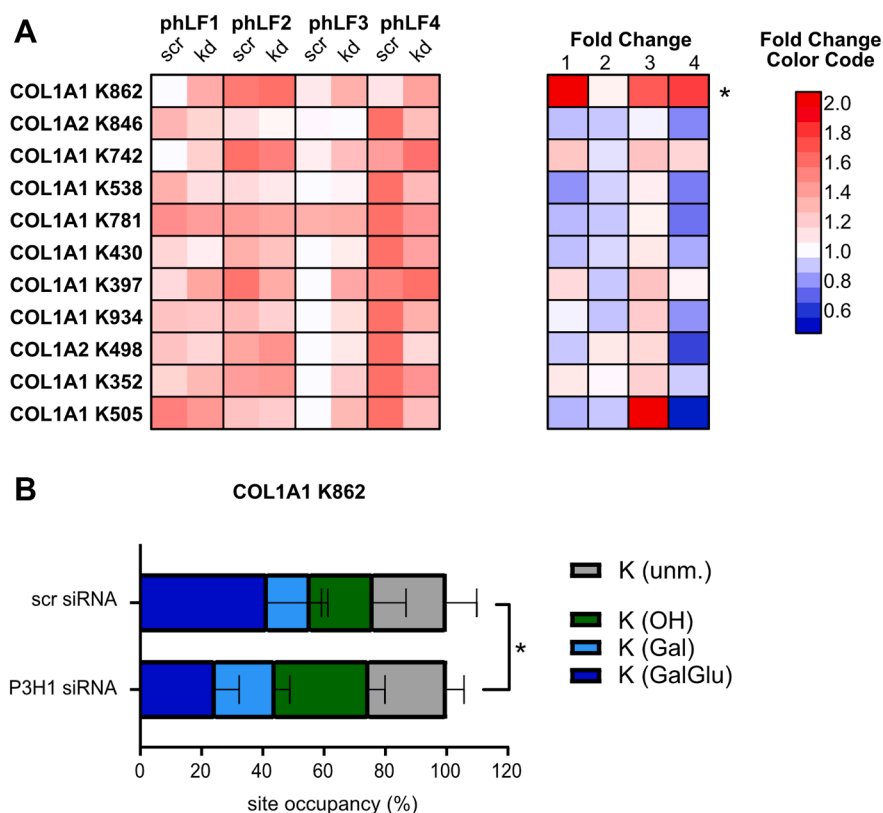 A
phLF1 phLF2 phLF3 phLF4
scr kd scr kd scr kd scr kd
Fold Change
1 2 3 4
Fold Change
Color Code
COL1A1 K862
*
COL1A2 K846
COL1A1 K742
COL1A1 K538
COL1A1 K781
COL1A1 K430
COL1A1 K397
COL1A1 K934
COL1A2 K498
COL1A1 K352
COL1A1 K505
2.0
1.8
1.6
1.4
1.2
1.0
0.8
0.6
B
COL1A1 K862
scr siRNA
P3H1 siRNA
*
0 20 40 60 80 100 120
site occupancy (%)
K (unm.)
K (OH)
K (Gal)
K (GalGlu)